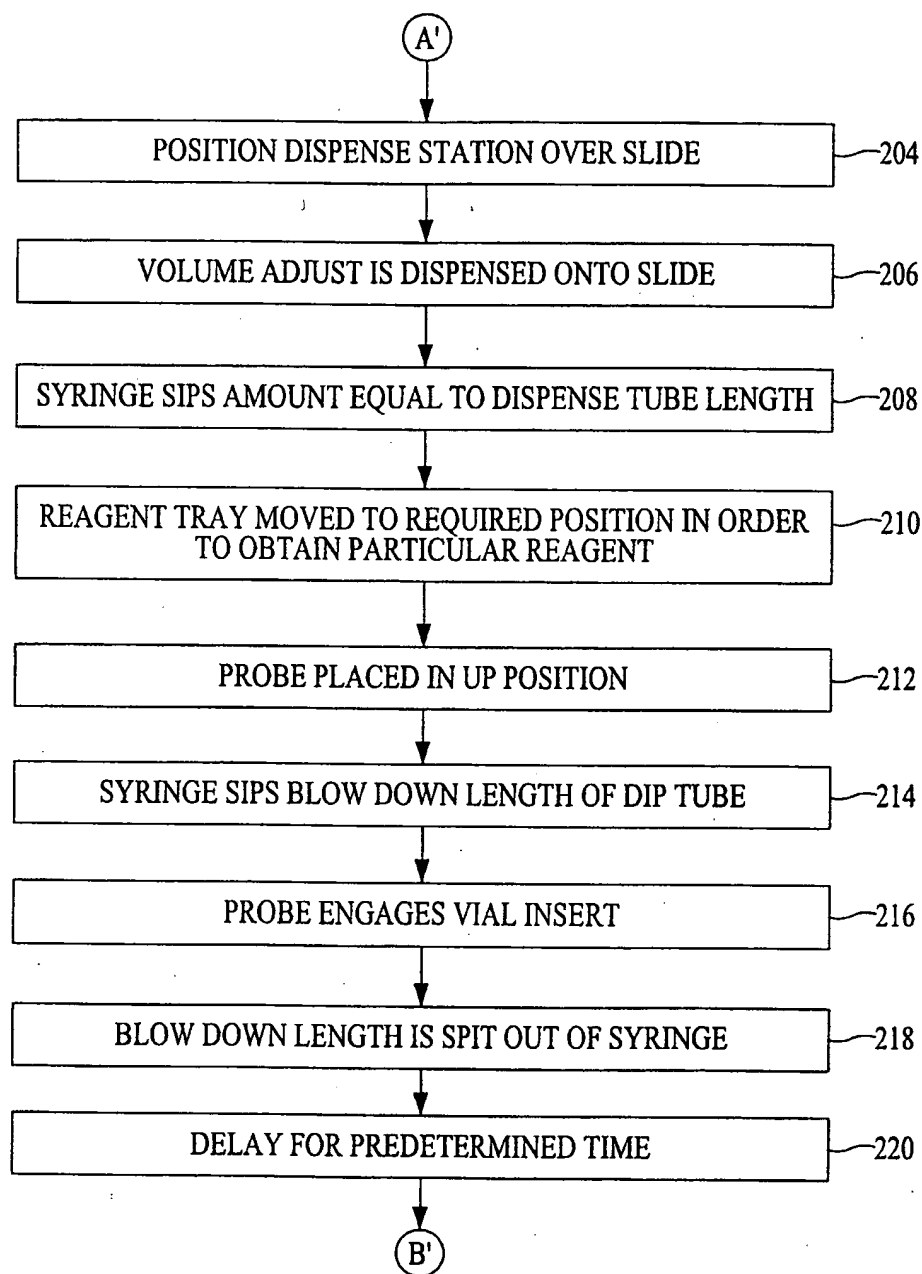 A'
POSITION DISPENSE STATION OVER SLIDE
204
VOLUME ADJUST IS DISPENSED ONTO SLIDE
206
SYRINGE SIPS AMOUNT EQUAL TO DISPENSE TUBE LENGTH
208
REAGENT TRAY MOVED TO REQUIRED POSITION IN ORDER
TO OBTAIN PARTICULAR REAGENT
210
PROBE PLACED IN UP POSITION
212
SYRINGE SIPS BLOW DOWN LENGTH OF DIP TUBE
214
PROBE ENGAGES VIAL INSERT
216
BLOW DOWN LENGTH IS SPIT OUT OF SYRINGE
218
DELAY FOR PREDETERMINED TIME
220
B'